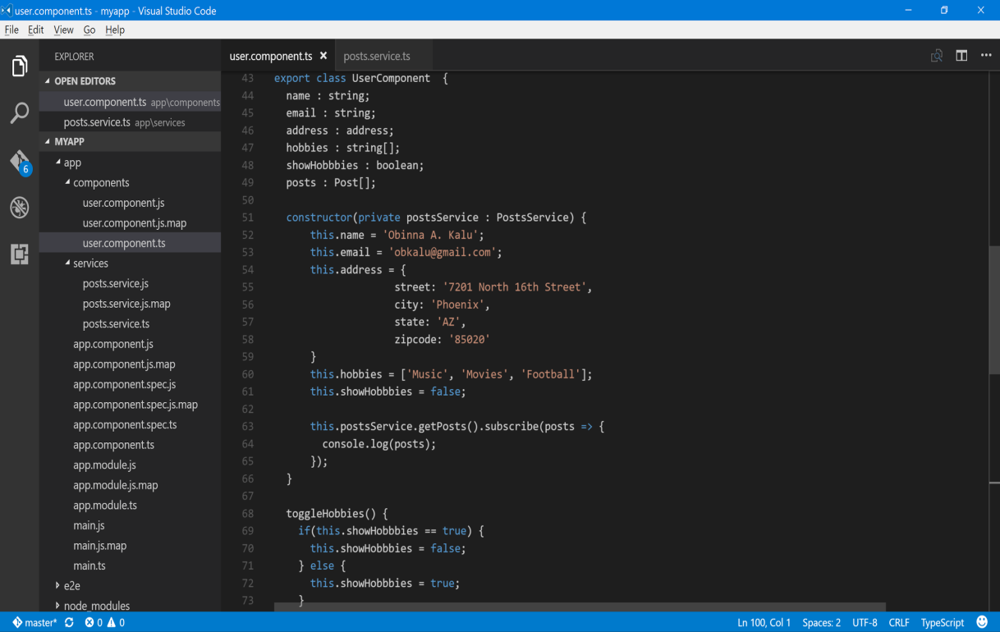 user.component.ts - myapp - Visual Studio Code
File Edit View Go Help
EXPLORER
OPEN EDITORS
user.component.ts app\components
posts.service.ts app\services
MYAPP
app
components
user.component.js
user.component.js.map
user.component.ts
services
posts.service.js
posts.service.js.map
posts.service.ts
app.component.js
app.component.js.map
app.component.spec.js
app.component.spec.js.map
app.component.spec.ts
app.component.ts
app.module.js
app.module.js.map
app.module.ts
main.js
main.js.map
main.ts
e2e
node_modules
6
user.component.ts posts.service.ts
43 export class UserComponent {
44 name : string;
45 email : string;
46 address : address;
47 hobbies : string[];
48 showHobbbies : boolean;
49 posts : Post[];
50
51 constructor(private postsService : PostsService) {
52 this.name = 'Obinna A. Kalu';
53 this.email = 'obkalu@gmail.com';
54 this.address = {
55 street: '7201 North 16th Street',
56 city: 'Phoenix',
57 state: 'AZ',
58 zipcode: '85020'
59 }
60 this.hobbies = ['Music', 'Movies', 'Football'];
61 this.showHobbbies = false;
62
63 this.postsService.getPosts().subscribe(posts => {
64 console.log(posts);
65 });
66 }
67
68 toggleHobbies() {
69 if(this.showHobbbies == true) {
70 this.showHobbbies = false;
71 } else {
72 this.showHobbbies = true;
73 }
master* 0 0 Ln 100, Col 1 Spaces: 2 UTF-8 CRLF TypeScript